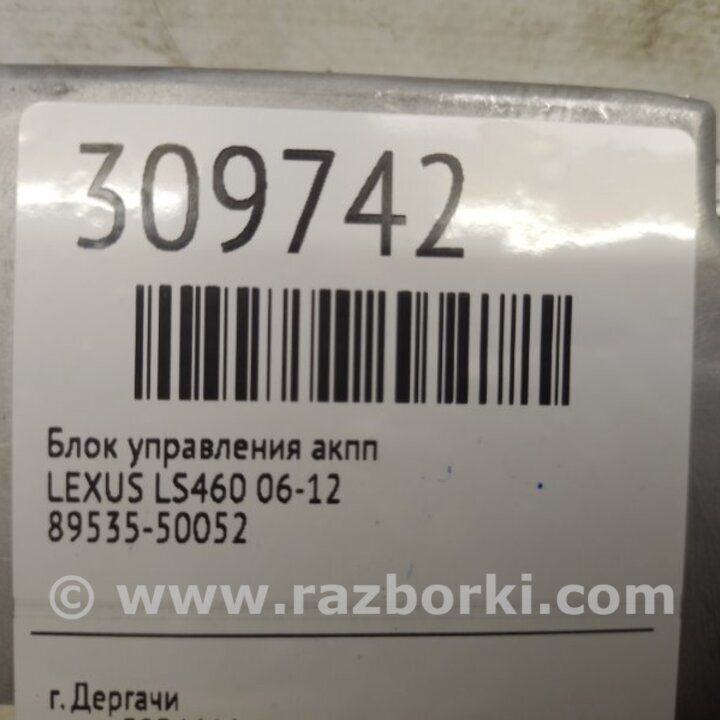 309742
Блок управления акпп
LEXUS LS460 06-12
89535-50052
© www.razborki.com
г. Дергачи